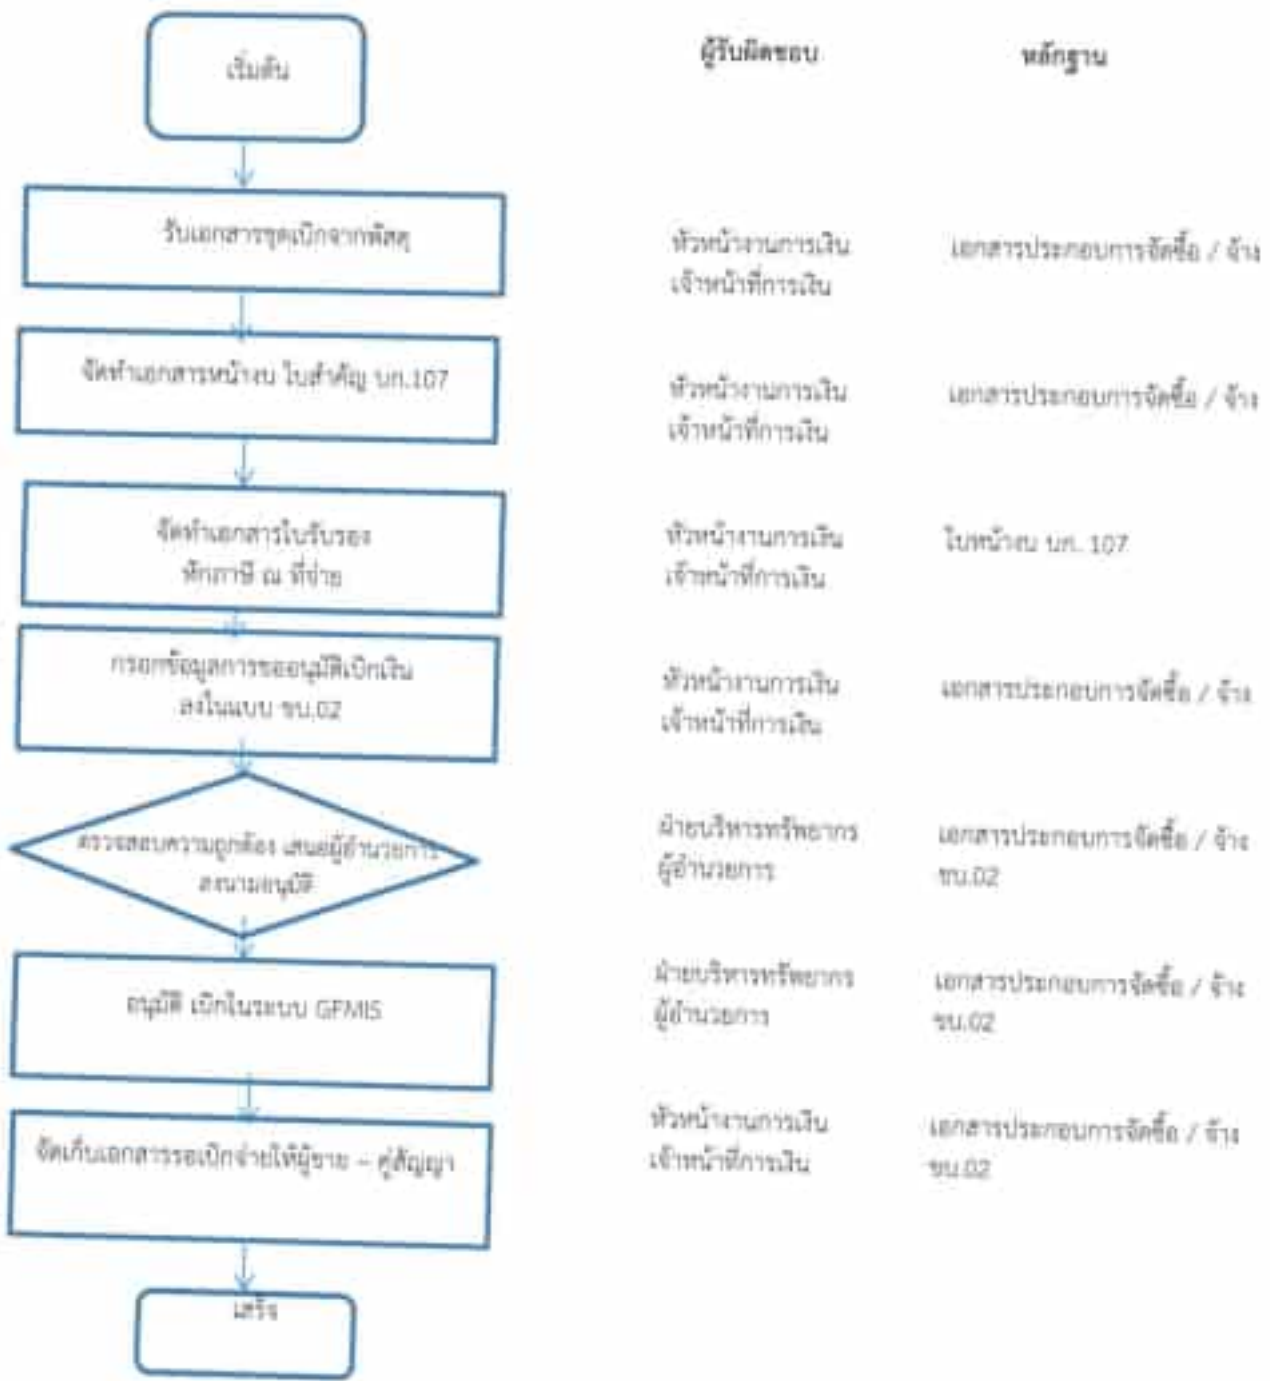 เริ่มต้น
ผู้รับผิดชอบ
หลักฐาน
รับเอกสารชุดเบิกจากพัสดุ
หัวหน้างานการเงิน
เจ้าหน้าที่การเงิน
เอกสารประกอบการจัดซื้อ / จ้าง
จัดทำเอกสารหน้างบ ใบสำคัญ บก.107
หัวหน้างานการเงิน
เจ้าหน้าที่การเงิน
เอกสารประกอบการจัดซื้อ / จ้าง
จัดทำเอกสารใบรับรอง
หักภาษี ณ ที่จ่าย
หัวหน้างานการเงิน
เจ้าหน้าที่การเงิน
ใบหน้างบ บก. 107
กรอกข้อมูลการขออนุมัติเบิกเงิน
ลงในแบบ ขบ.02
หัวหน้างานการเงิน
เจ้าหน้าที่การเงิน
เอกสารประกอบการจัดซื้อ / จ้าง
ตรวจสอบความถูกต้อง เสนอผู้อำนวยการ
ลงนามอนุมัติ
ฝ่ายบริหารทรัพยากร
ผู้อำนวยการ
เอกสารประกอบการจัดซื้อ / จ้าง
ขบ.02
อนุมัติ เบิกในระบบ GFMIS
ฝ่ายบริหารทรัพยากร
ผู้อำนวยการ
เอกสารประกอบการจัดซื้อ / จ้าง
ขบ.02
จัดเก็บเอกสารรอเบิกจ่ายให้ผู้ขาย – คู่สัญญา
หัวหน้างานการเงิน
เจ้าหน้าที่การเงิน
เอกสารประกอบการจัดซื้อ / จ้าง
ขบ.02
เสร็จ